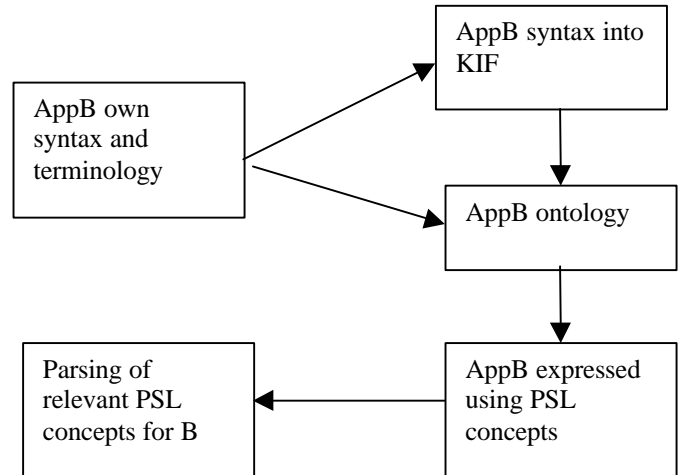 AppB syntax into
KIF
AppB own
syntax and
terminology
AppB ontology
AppB expressed
using PSL
concepts
Parsing of
relevant PSL
concepts for B